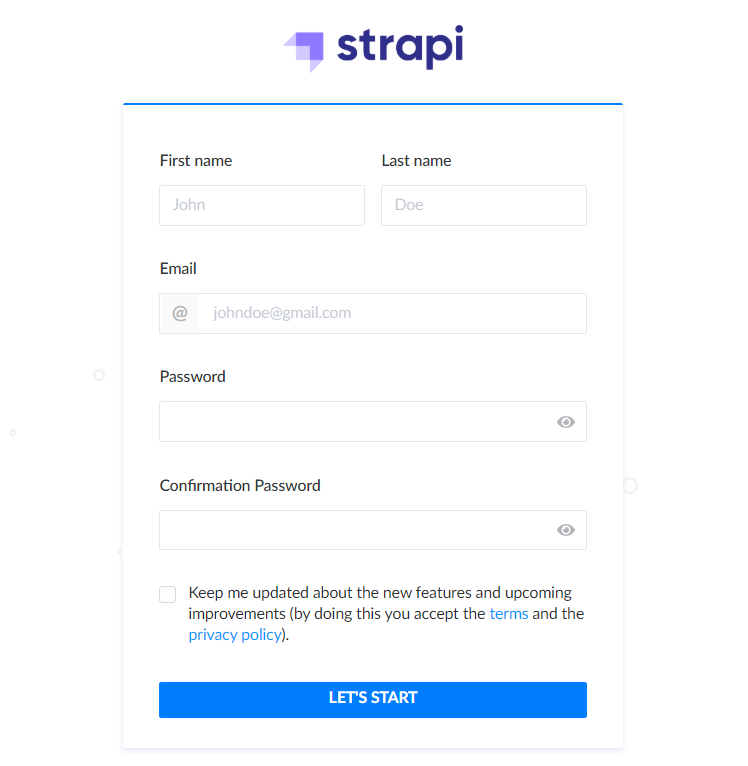 strapi
First name
Last name
John
Doe
Email
@ johndoe@gmail.com
Password
Confirmation Password
Keep me updated about the new features and upcoming
improvements (by doing this you accept the terms and the
privacy policy).
LET'S START